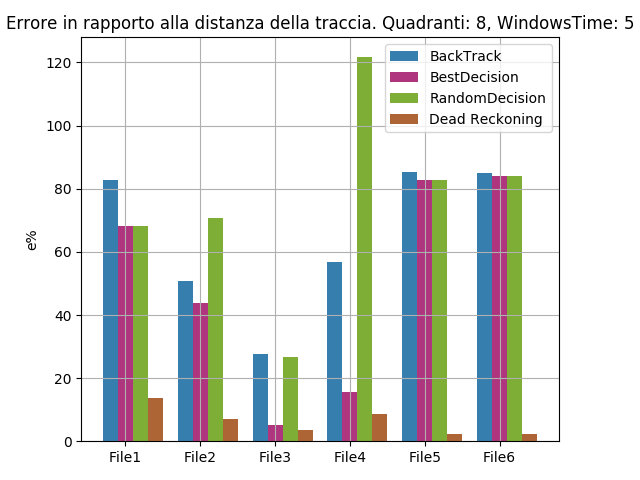 Errore in rapporto alla distanza della traccia. Quadranti: 8, WindowsTime: 5
BackTrack
BestDecision
RandomDecision
Dead Reckoning
e%
120
100
80
60
40
20
0
File1 File2 File3 File4 File5 File6